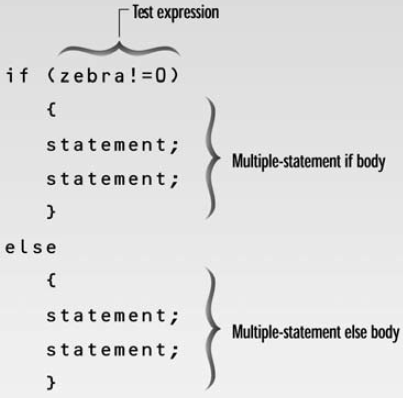 Test expression
if (zebra!=0)
{
statement;
statement;
Multiple-statement if body
}
else
{
statement;
statement;
Multiple-statement else body
}